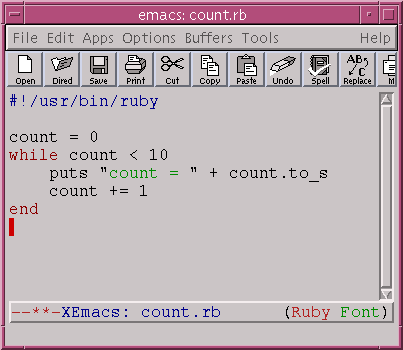 emacs: count.rb
File Edit Apps Options Buffers Tools Help
Open Dired Save Print Cut Copy Paste Undo Spell Replace
#!/usr/bin/ruby
count = 0
while count < 10
    puts "count = " + count.to_s
    count += 1
end
--**-XEmacs: count.rb (Ruby Font)